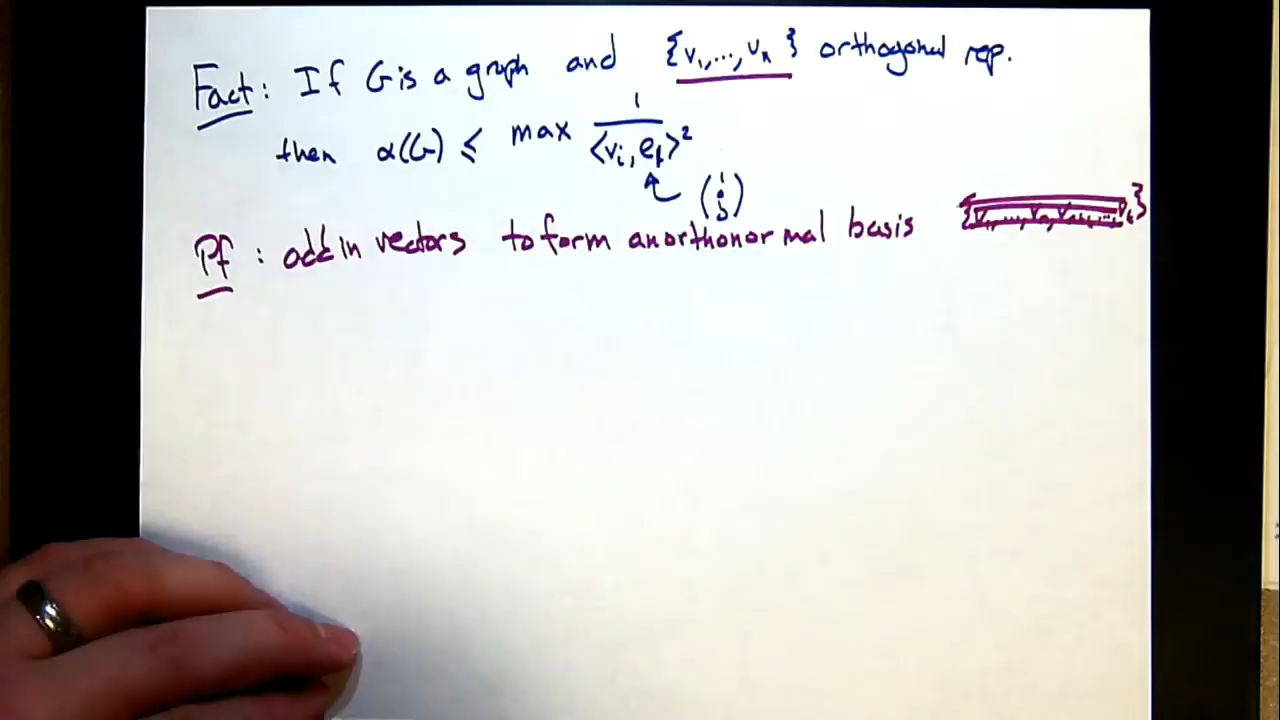 Fact: If G is a graph and {v₁,...,vₙ} orthogonal rep.
then α(G) ≤ max 1/⟨vᵢ, e₁⟩²
Pf: add in vectors to form an orthonormal basis